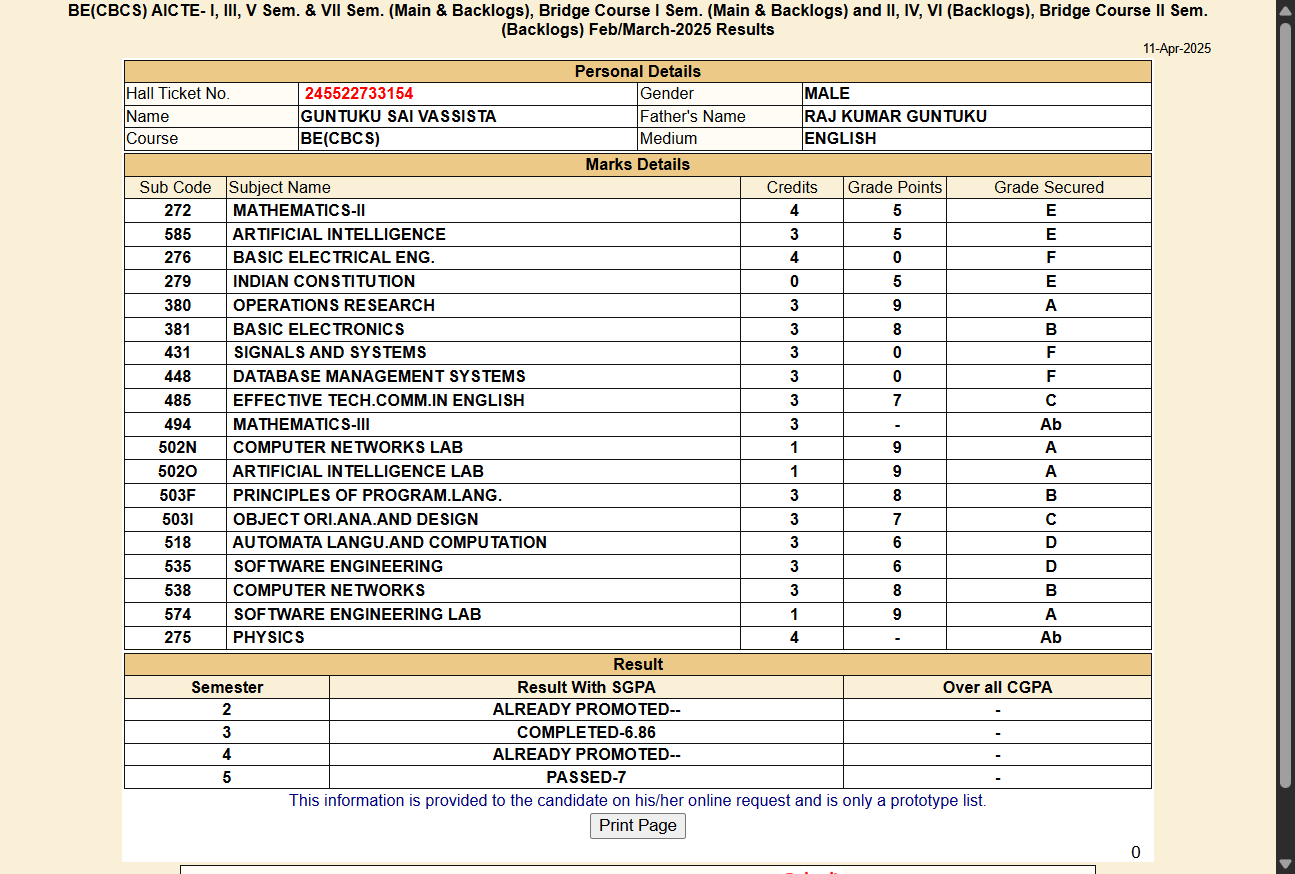 BE(CBCS) AICTE- I, III, V Sem. & VII Sem. (Main & Backlogs), Bridge Course I Sem. (Main & Backlogs) and II, IV, VI (Backlogs), Bridge Course II Sem.
(Backlogs) Feb/March-2025 Results
11-Apr-2025
Personal Details
Hall Ticket No. 245522733154 Gender MALE
Name GUNTUKU SAI VASSISTA Father's Name RAJ KUMAR GUNTUKU
Course BE(CBCS) Medium ENGLISH
Marks Details
Sub Code Subject Name Credits Grade Points Grade Secured
272 MATHEMATICS-II 4 5 E
585 ARTIFICIAL INTELLIGENCE 3 5 E
276 BASIC ELECTRICAL ENG. 4 0 F
279 INDIAN CONSTITUTION 0 5 E
380 OPERATIONS RESEARCH 3 9 A
381 BASIC ELECTRONICS 3 8 B
431 SIGNALS AND SYSTEMS 3 0 F
448 DATABASE MANAGEMENT SYSTEMS 3 0 F
485 EFFECTIVE TECH.COMM.IN ENGLISH 3 7 C
494 MATHEMATICS-III 3 - Ab
502N COMPUTER NETWORKS LAB 1 9 A
502O ARTIFICIAL INTELLIGENCE LAB 1 9 A
503F PRINCIPLES OF PROGRAM.LANG. 3 8 B
503I OBJECT ORI.ANA.AND DESIGN 3 7 C
518 AUTOMATA LANGU.AND COMPUTATION 3 6 D
535 SOFTWARE ENGINEERING 3 6 D
538 COMPUTER NETWORKS 3 8 B
574 SOFTWARE ENGINEERING LAB 1 9 A
275 PHYSICS 4 - Ab
Result
Semester Result With SGPA Over all CGPA
2 ALREADY PROMOTED-- -
3 COMPLETED-6.86 -
4 ALREADY PROMOTED-- -
5 PASSED-7 -
This information is provided to the candidate on his/her online request and is only a prototype list.
Print Page
0